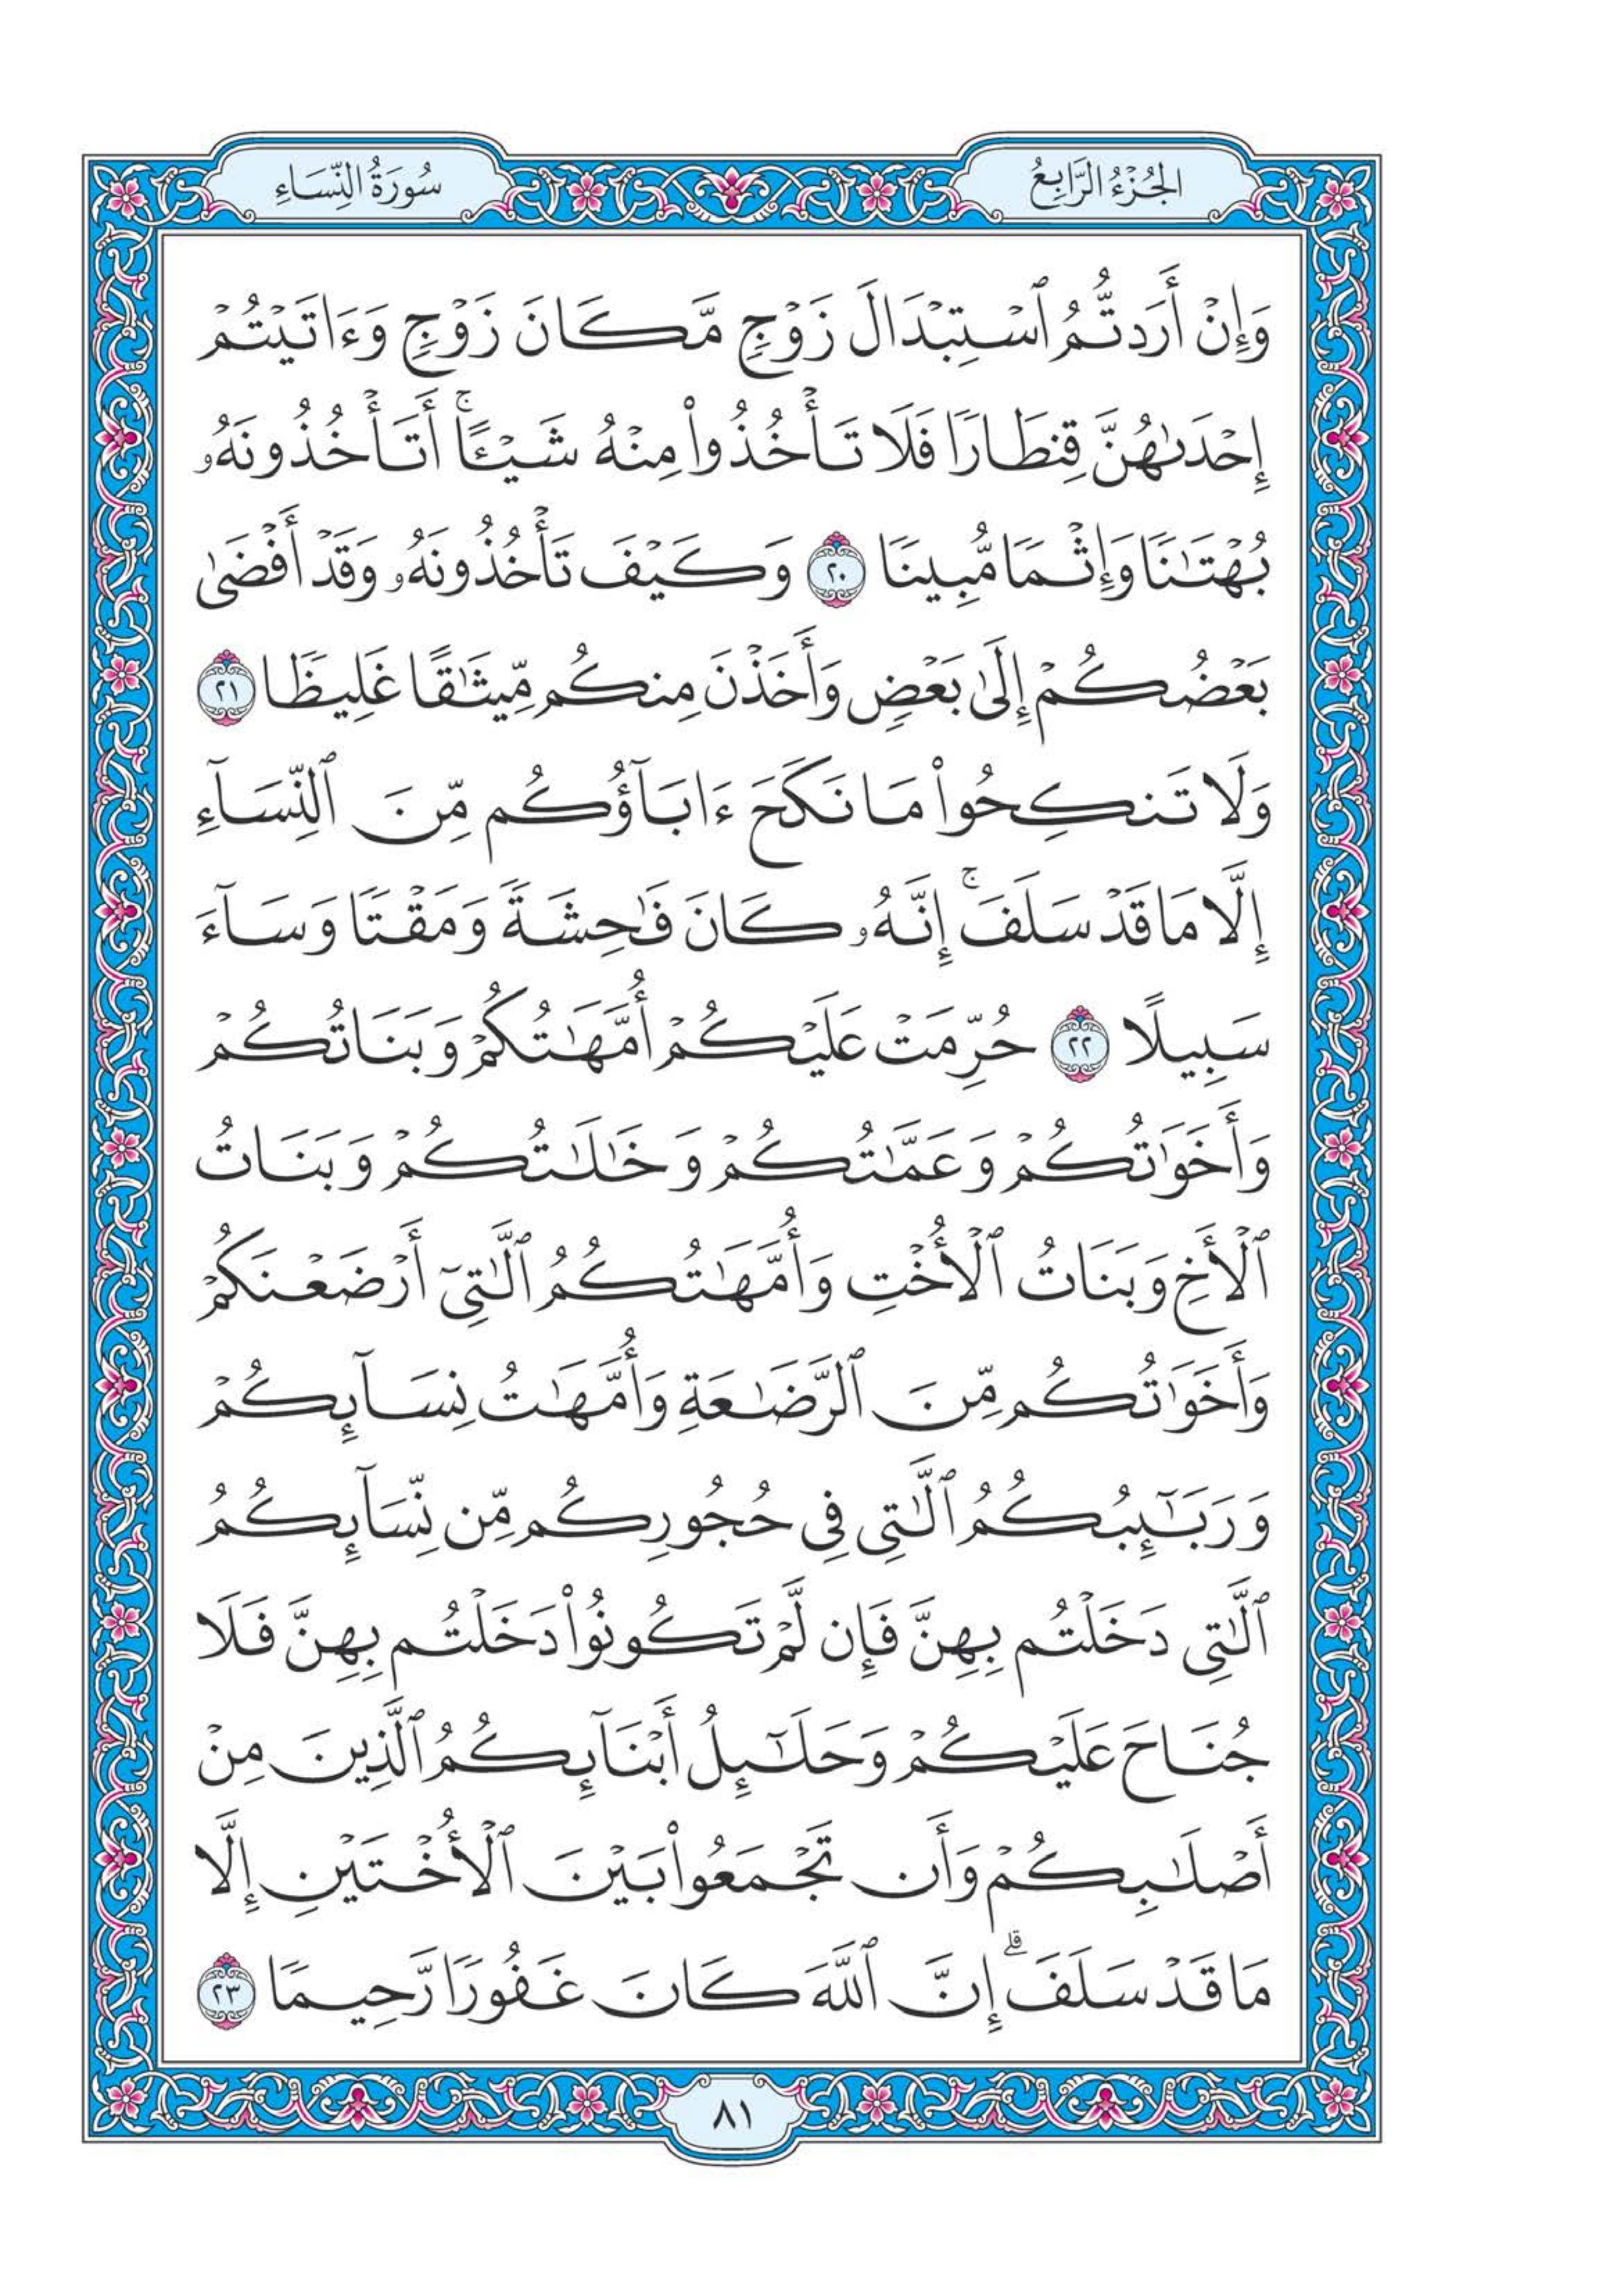 الجُزْءُ الرَّابِعُ
سُورَةُ النِّسَاءِ
وَإِنْ أَرَدتُّمُ ٱسْتِبْدَالَ زَوْجٍ مَّكَانَ زَوْجٍ وَءَاتَيْتُمْ
إِحْدَىٰهُنَّ قِنطَارًا فَلَا تَأْخُذُوا۟ مِنْهُ شَيْـًٔا ۚ أَتَأْخُذُونَهُۥ
بُهْتَـٰنًا وَإِثْمًا مُّبِينًا ٢٠ وَكَيْفَ تَأْخُذُونَهُۥ وَقَدْ أَفْضَىٰ
بَعْضُكُمْ إِلَىٰ بَعْضٍ وَأَخَذْنَ مِنكُم مِّيثَـٰقًا غَلِيظًا ٢١
وَلَا تَنكِحُوا۟ مَا نَكَحَ ءَابَآؤُكُم مِّنَ ٱلنِّسَآءِ
إِلَّا مَا قَدْ سَلَفَ ۚ إِنَّهُۥ كَانَ فَـٰحِشَةً وَمَقْتًا وَسَآءَ
سَبِيلًا ٢٢ حُرِّمَتْ عَلَيْكُمْ أُمَّهَـٰتُكُمْ وَبَنَاتُكُمْ
وَأَخَوَٰتُكُمْ وَعَمَّـٰتُكُمْ وَخَـٰلَـٰتُكُمْ وَبَنَاتُ
ٱلْأَخِ وَبَنَاتُ ٱلْأُخْتِ وَأُمَّهَـٰتُكُمُ ٱلَّـٰتِىٓ أَرْضَعْنَكُمْ
وَأَخَوَٰتُكُم مِّنَ ٱلرَّضَـٰعَةِ وَأُمَّهَـٰتُ نِسَآئِكُمْ
وَرَبَـٰٓئِبُكُمُ ٱلَّـٰتِى فِى حُجُورِكُم مِّن نِّسَآئِكُمُ
ٱلَّـٰتِى دَخَلْتُم بِهِنَّ فَإِن لَّمْ تَكُونُوا۟ دَخَلْتُم بِهِنَّ فَلَا
جُنَاحَ عَلَيْكُمْ وَحَلَـٰٓئِلُ أَبْنَآئِكُمُ ٱلَّذِينَ مِنْ
أَصْلَـٰبِكُمْ وَأَن تَجْمَعُوا۟ بَيْنَ ٱلْأُخْتَيْنِ إِلَّا
مَا قَدْ سَلَفَ ۗ إِنَّ ٱللَّهَ كَانَ غَفُورًا رَّحِيمًا ٢٣
٨١